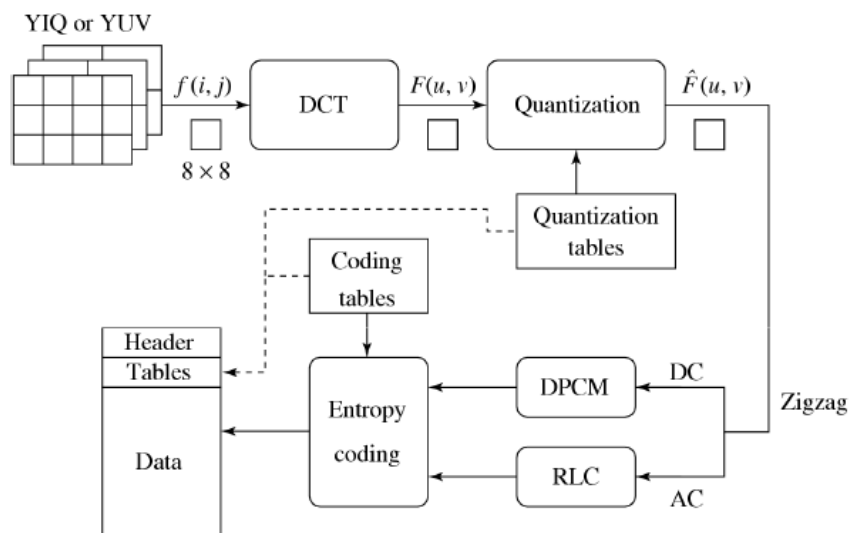 YIQ or YUV
f(i, j)
8 × 8
DCT
F(u, v)
Quantization
F̂(u, v)
Quantization
tables
Coding
tables
Header
Tables
Data
Entropy
coding
DPCM
DC
RLC
AC
Zigzag